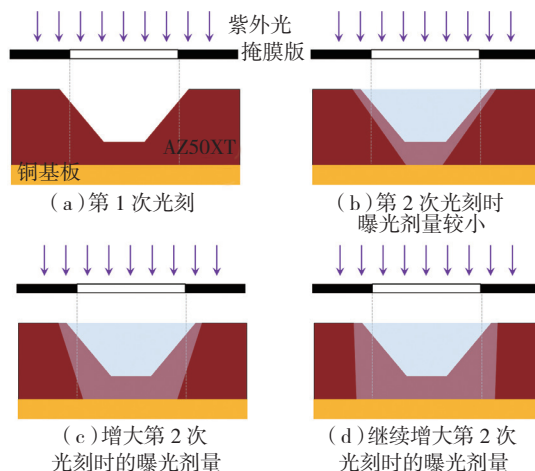 紫外光
掩膜版
AZ50XT
铜基板
（a）第1次光刻
（b）第2次光刻时
曝光剂量较小
（c）增大第2次
光刻时的曝光剂量
（d）继续增大第2次
光刻时的曝光剂量